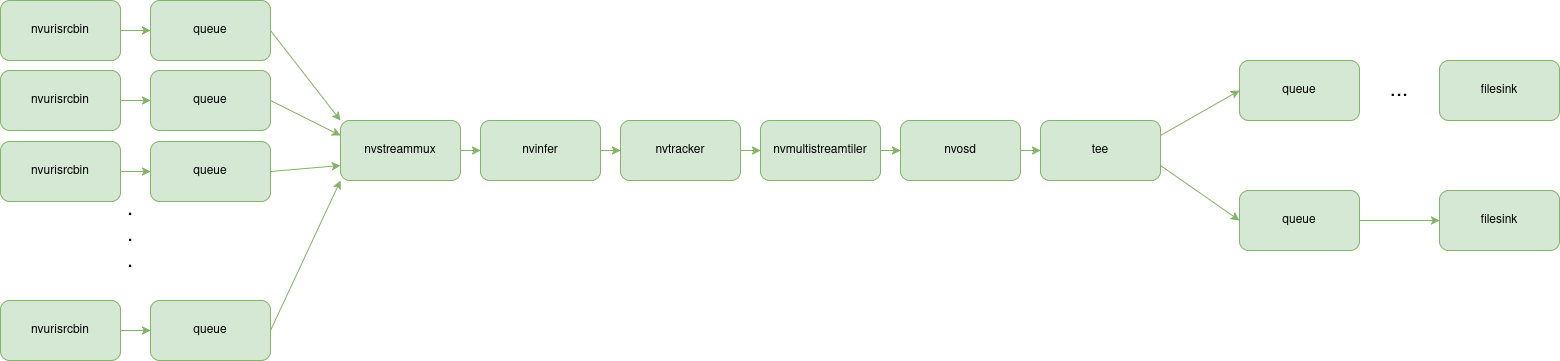 nvurisrcbin
queue
nvurisrcbin
queue
nvurisrcbin
queue
.
.
.
nvurisrcbin
queue
nvstreammux
nvinfer
nvtracker
nvmultistreamtiler
nvosd
tee
queue
...
filesink
queue
filesink